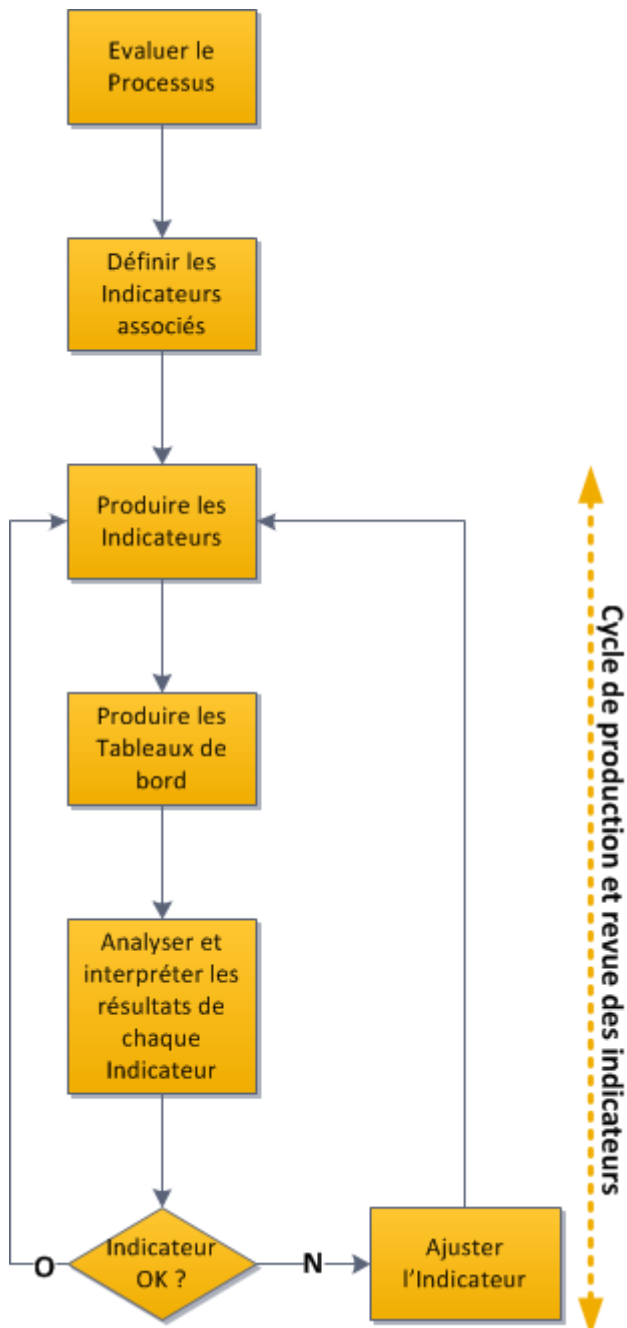 Evaluer le
Processus
Définir les
Indicateurs
associés
Produire les
Indicateurs
Produire les
Tableaux de
bord
Analyser et
interpréter les
résultats de
chaque
Indicateur
Indicateur
OK ?
O
N
Ajuster
l’Indicateur
Cycle de production et revue des indicateurs